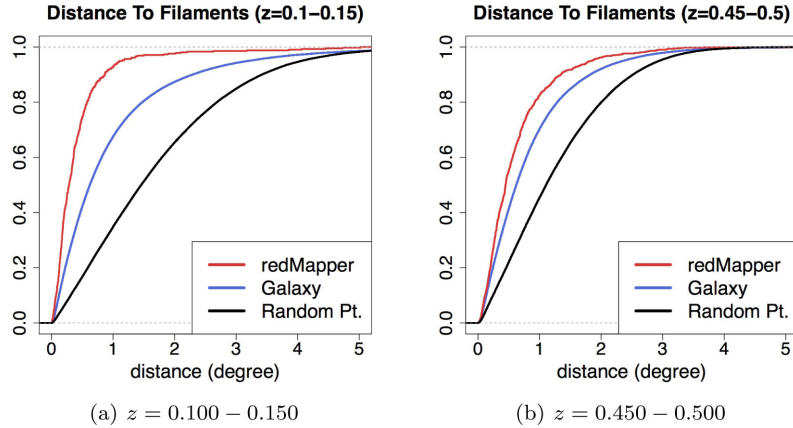 Distance To Filaments (z=0.1−0.15)
1.0
0.8
0.6
0.4
0.2
0.0
redMapper
Galaxy
Random Pt.
0 1 2 3 4 5
distance (degree)
(a) z = 0.100 − 0.150
Distance To Filaments (z=0.45−0.5)
1.0
0.8
0.6
0.4
0.2
0.0
redMapper
Galaxy
Random Pt.
0 1 2 3 4 5
distance (degree)
(b) z = 0.450 − 0.500